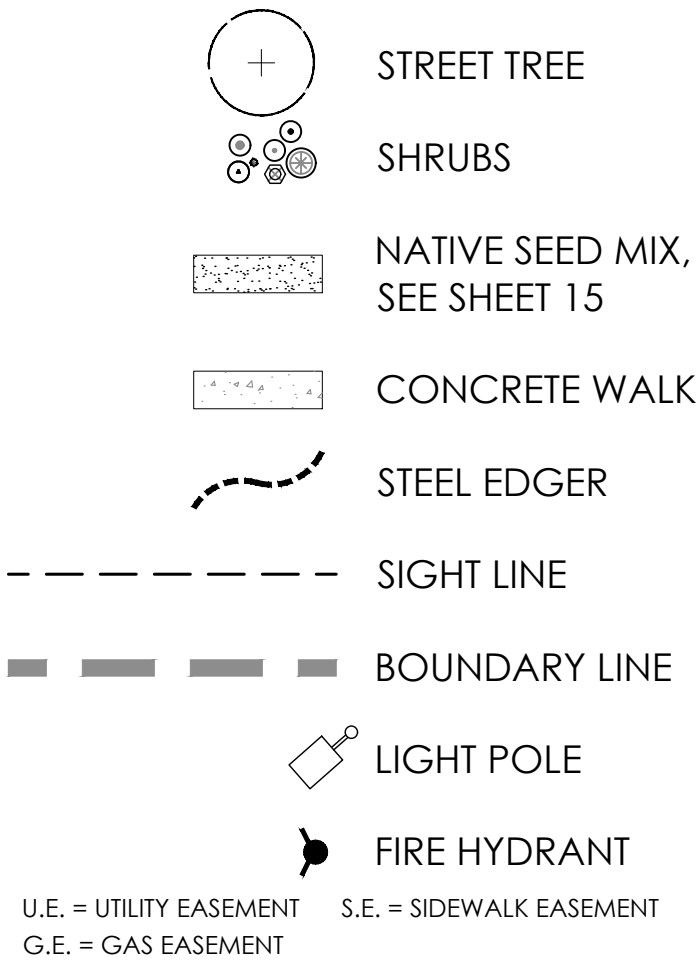 STREET TREE
SHRUBS
NATIVE SEED MIX,
SEE SHEET 15
CONCRETE WALK
STEEL EDGER
SIGHT LINE
BOUNDARY LINE
LIGHT POLE
FIRE HYDRANT
U.E. = UTILITY EASEMENT S.E. = SIDEWALK EASEMENT
G.E. = GAS EASEMENT